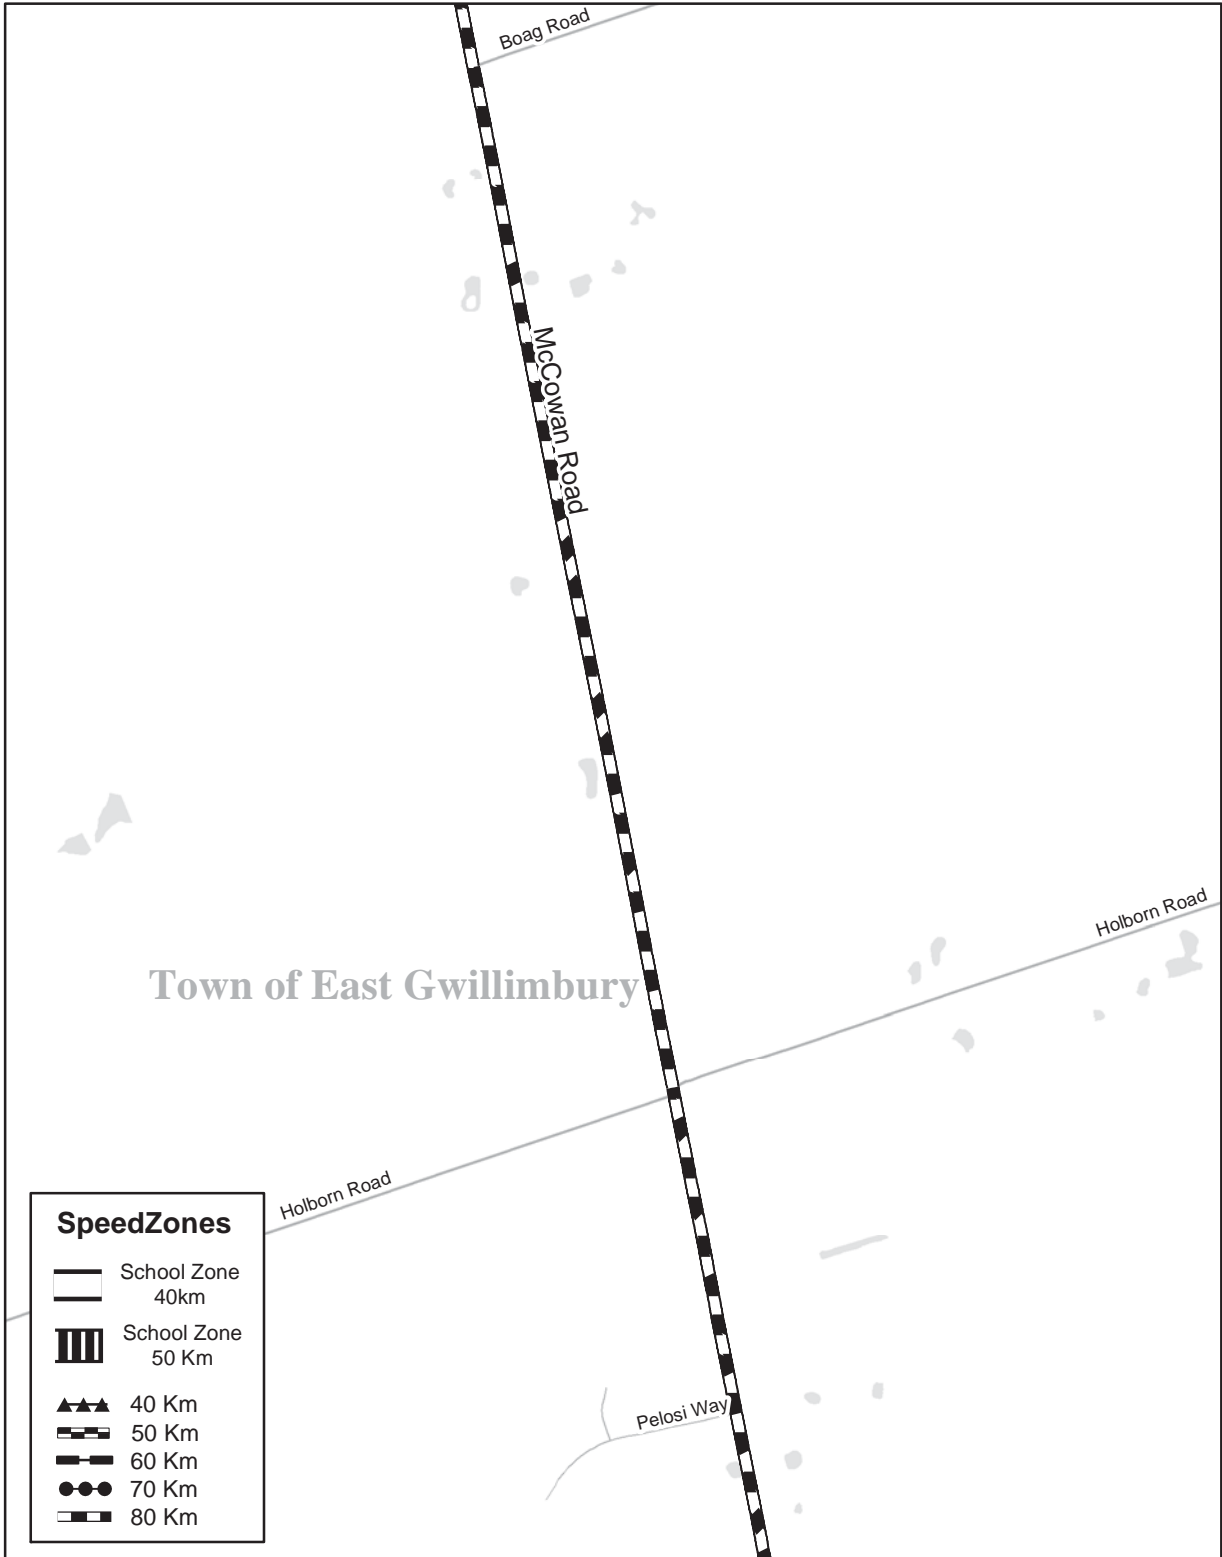 Boag Road
McCowan Road
Holborn Road
Town of East Gwillimbury
Holborn Road
SpeedZones
School Zone
40km
School Zone
50 Km
40 Km
50 Km
60 Km
70 Km
80 Km
Pelosi Way